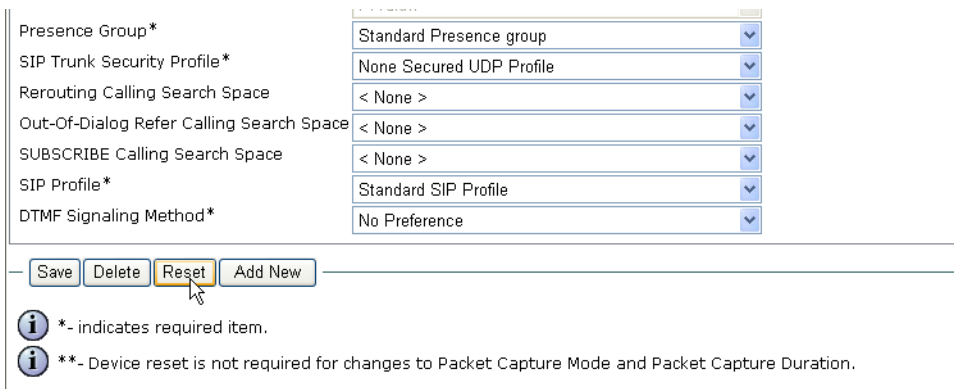 Presence Group* Standard Presence group
SIP Trunk Security Profile* None Secured UDP Profile
Rerouting Calling Search Space < None >
Out-Of-Dialog Refer Calling Search Space < None >
SUBSCRIBE Calling Search Space < None >
SIP Profile* Standard SIP Profile
DTMF Signaling Method* No Preference
Save Delete Reset Add New
*- indicates required item.
**- Device reset is not required for changes to Packet Capture Mode and Packet Capture Duration.